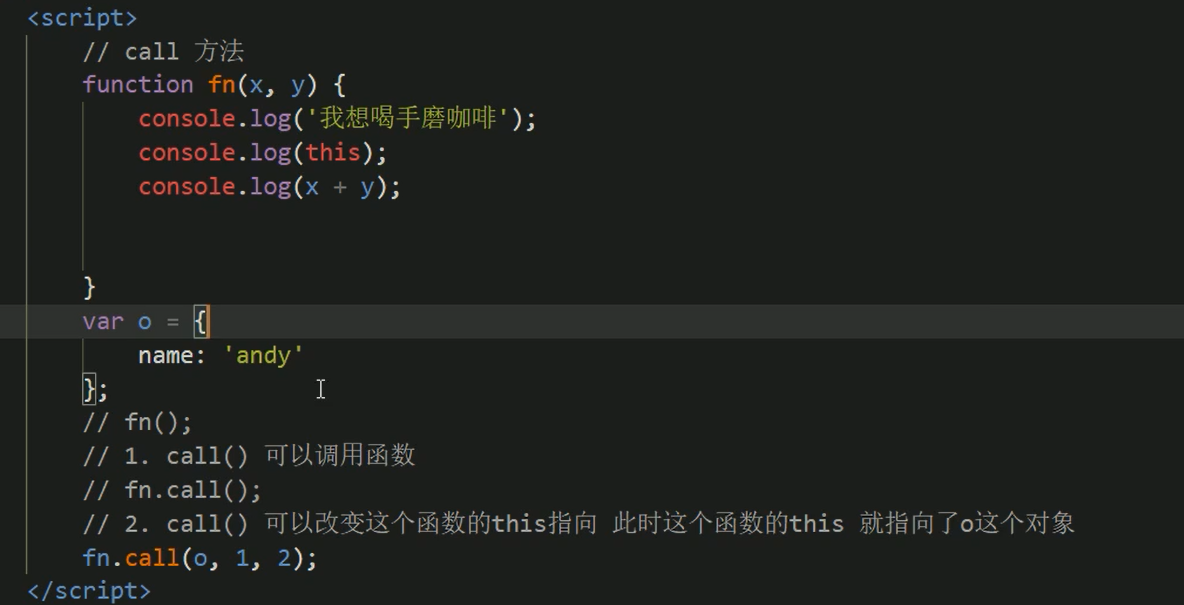 <script>
// call 方法
function fn(x, y) {
console.log('我想喝手磨咖啡');
console.log(this);
console.log(x + y);
}
var o = {
name: 'andy'
};
// fn();
// 1. call() 可以调用函数
// fn.call();
// 2. call() 可以改变这个函数的this指向 此时这个函数的this 就指向了o这个对象
fn.call(o, 1, 2);
</script>